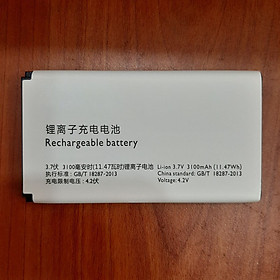 锂离子充电电池
Rechargeable battery
3.7伏 3100毫安时(11.47瓦时)锂离子电池
执行标准: GB/T 18287-2013
充电限制电压: 4.2伏
Li-ion 3.7V 3100mAh (11.47Wh)
China standard: GB/T 18287-2013
Voltage: 4.2V